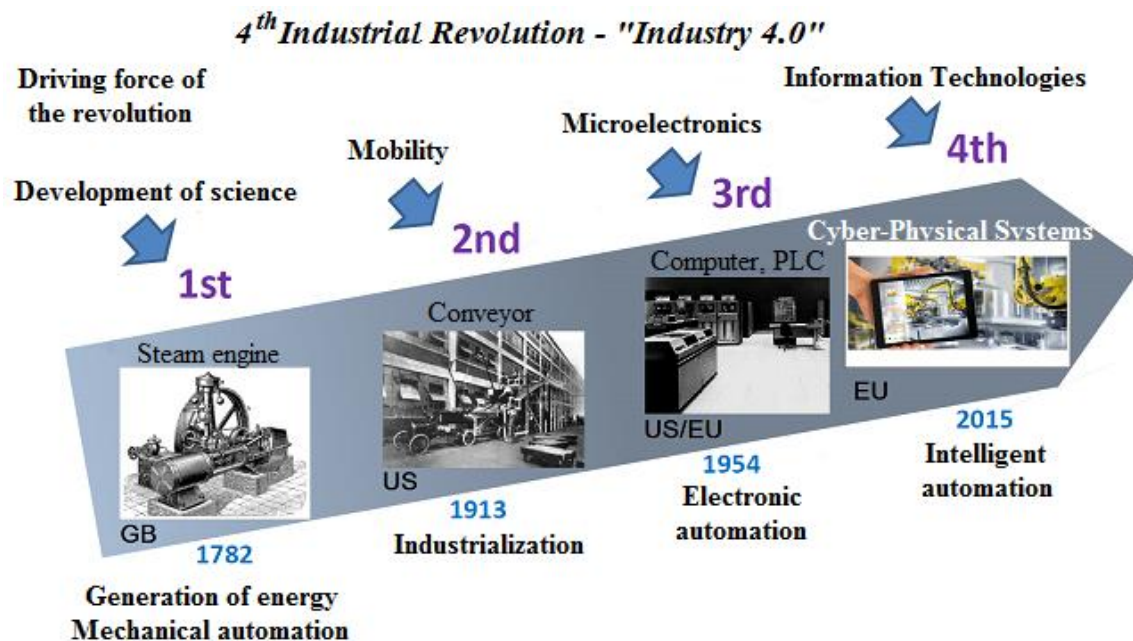 4th Industrial Revolution - "Industry 4.0"
Driving force of
the revolution
Information Technologies
Microelectronics
Mobility
Development of science
4th
3rd
2nd
1st
Cyber-Physical Systems
Computer, PLC
Conveyor
Steam engine
EU
US/EU
US
GB
2015
Intelligent
automation
1954
Electronic
automation
1913
Industrialization
1782
Generation of energy
Mechanical automation